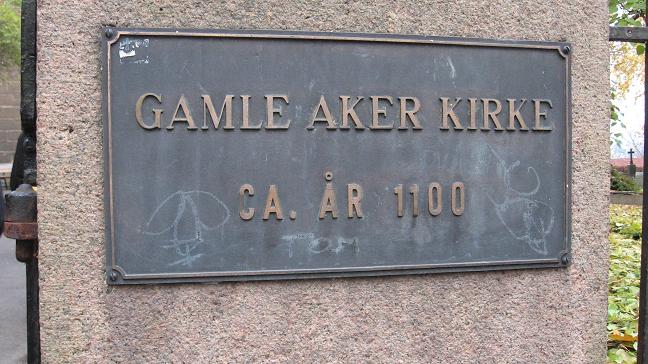 GAMLE AKER KIRKE
CA. ÅR 1100
TOM